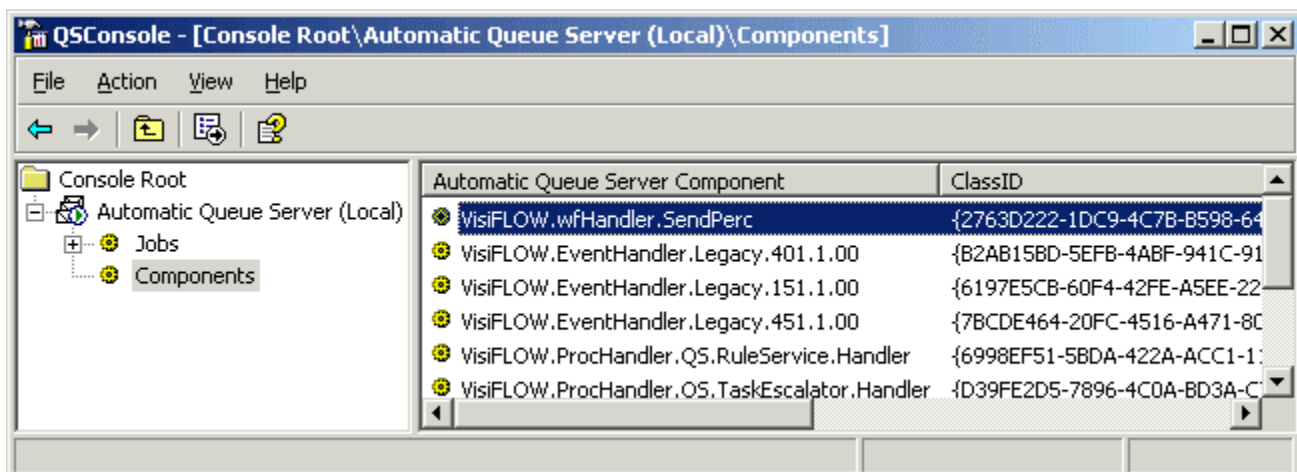 QSConsole - [Console Root\Automatic Queue Server (Local)\Components]
File Action View Help
Console Root
Automatic Queue Server (Local)
Jobs
Components
Automatic Queue Server Component ClassID
VisiFLOW.wfHandler.SendPerc {2763D222-1DC9-4C7B-B598-64
VisiFLOW.EventHandler.Legacy.401.1.00 {B2AB15BD-5EFB-4ABF-941C-91
VisiFLOW.EventHandler.Legacy.151.1.00 {6197E5CB-60F4-42FE-A5EE-22
VisiFLOW.EventHandler.Legacy.451.1.00 {7BCDE464-20FC-4516-A471-8C
VisiFLOW.ProcHandler.QS.RuleService.Handler {6998EF51-5BDA-422A-ACC1-1
VisiFLOW.ProcHandler.QS.TaskEscalator.Handler {D39FE2D5-7896-4C0A-BD3A-C